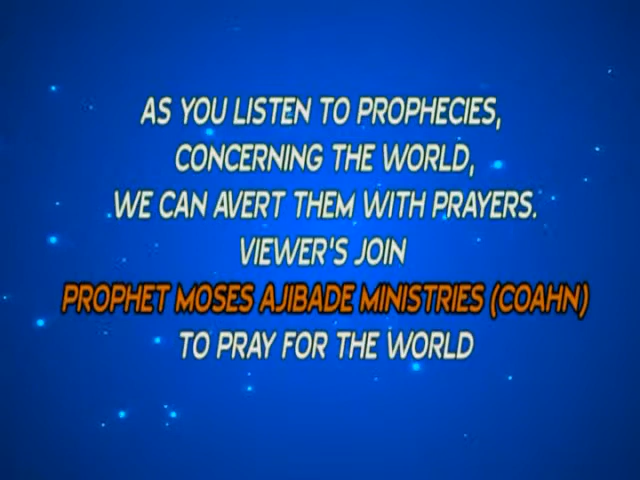 AS YOU LISTEN TO PROPHECIES,
CONCERNING THE WORLD,
WE CAN AVERT THEM WITH PRAYERS.
VIEWER'S JOIN
PROPHET MOSES AJIBADE MINISTRIES (COAHN)
TO PRAY FOR THE WORLD